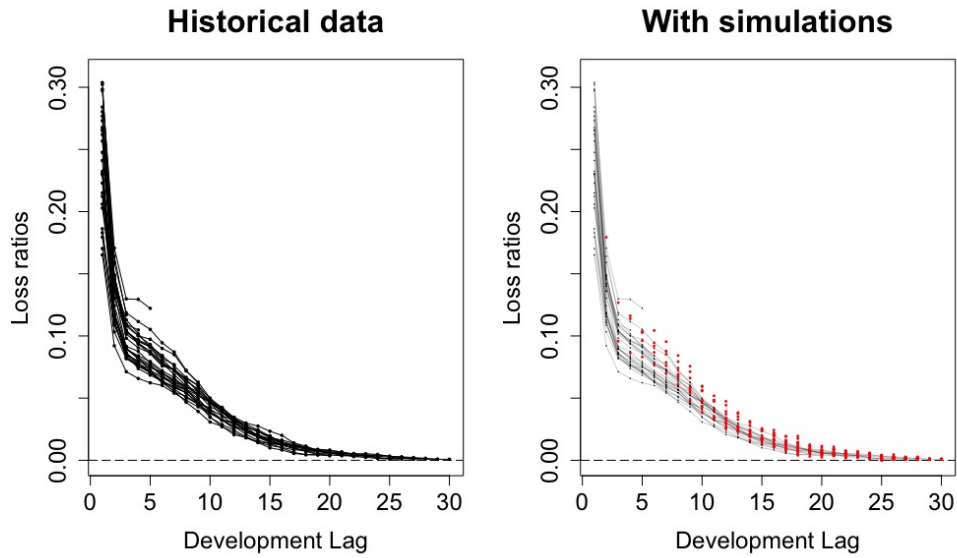 Historical data
With simulations
Loss ratios
0.00
0.10
0.20
0.30
0 5 10 15 20 25 30
Development Lag
Loss ratios
0.00
0.10
0.20
0.30
0 5 10 15 20 25 30
Development Lag